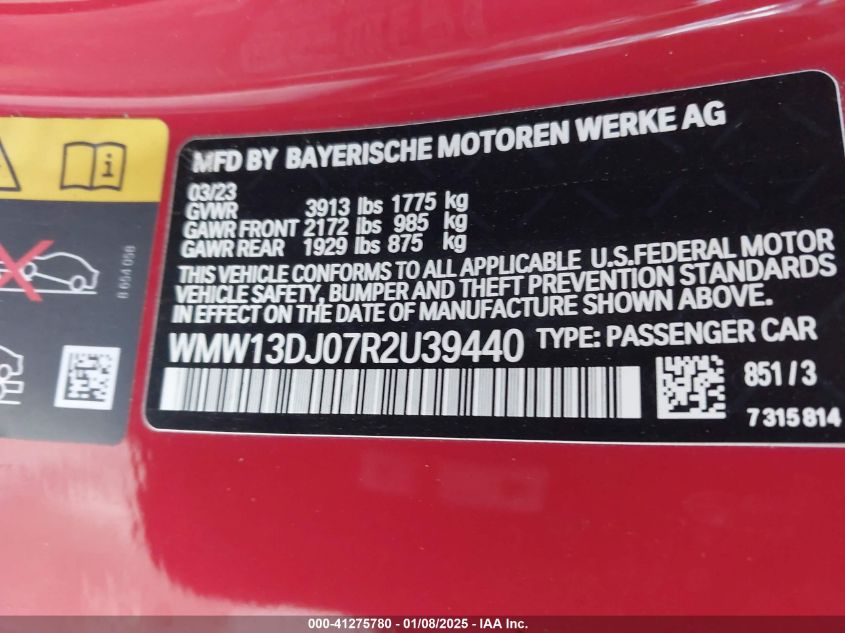 MFD BY BAYERISCHE MOTOREN WERKE AG
03/23
GVWR 3913 lbs 1775 kg
GAWR FRONT 2172 lbs 985 kg
GAWR REAR 1929 lbs 875 kg
THIS VEHICLE CONFORMS TO ALL APPLICABLE U.S.FEDERAL MOTOR
VEHICLE SAFETY, BUMPER AND THEFT PREVENTION STANDARDS
IN EFFECT ON THE DATE OF MANUFACTURE SHOWN ABOVE.
WMW13DJ07R2U39440 TYPE: PASSENGER CAR
851/3
7 315 814
8 654 058
000-41275780 - 01/08/2025 - IAA Inc.